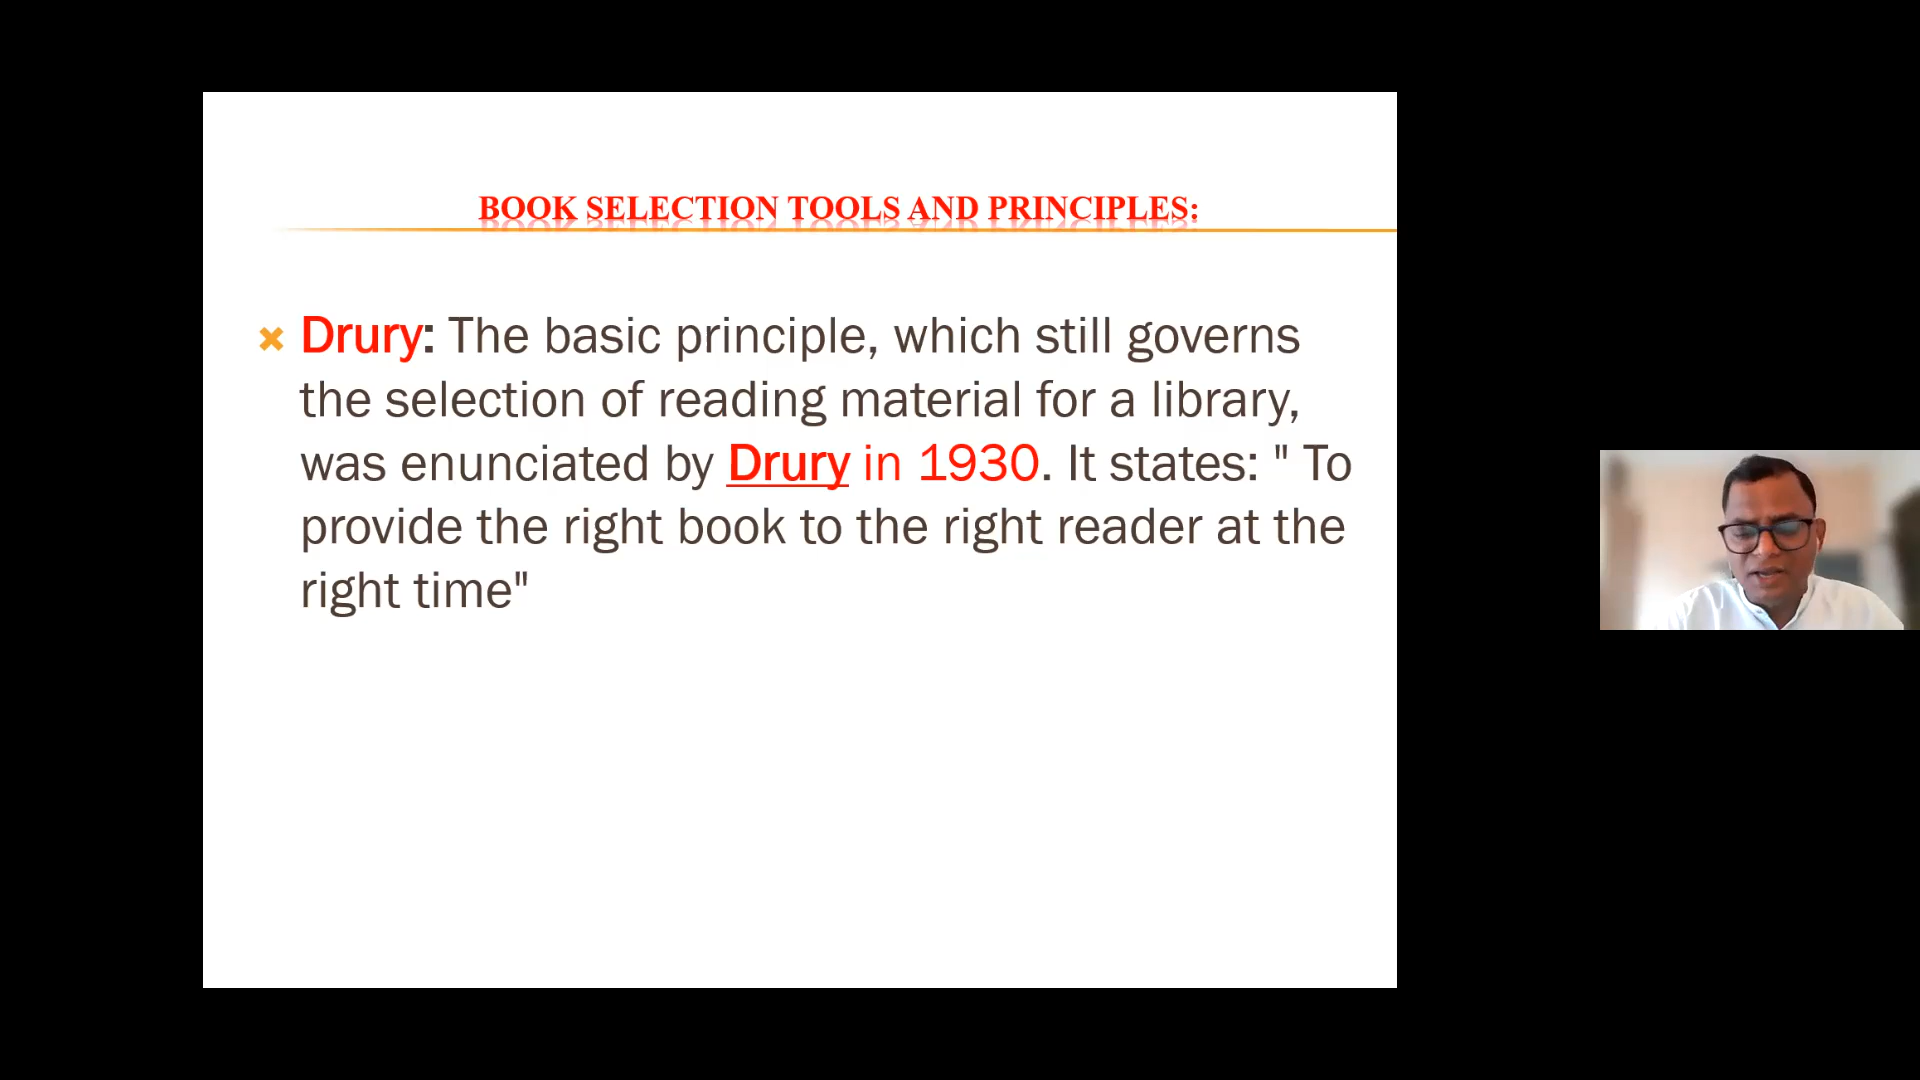 BOOK SELECTION TOOLS AND PRINCIPLES:
Drury: The basic principle, which still governs
the selection of reading material for a library,
was enunciated by Drury in 1930. It states: " To
provide the right book to the right reader at the
right time"